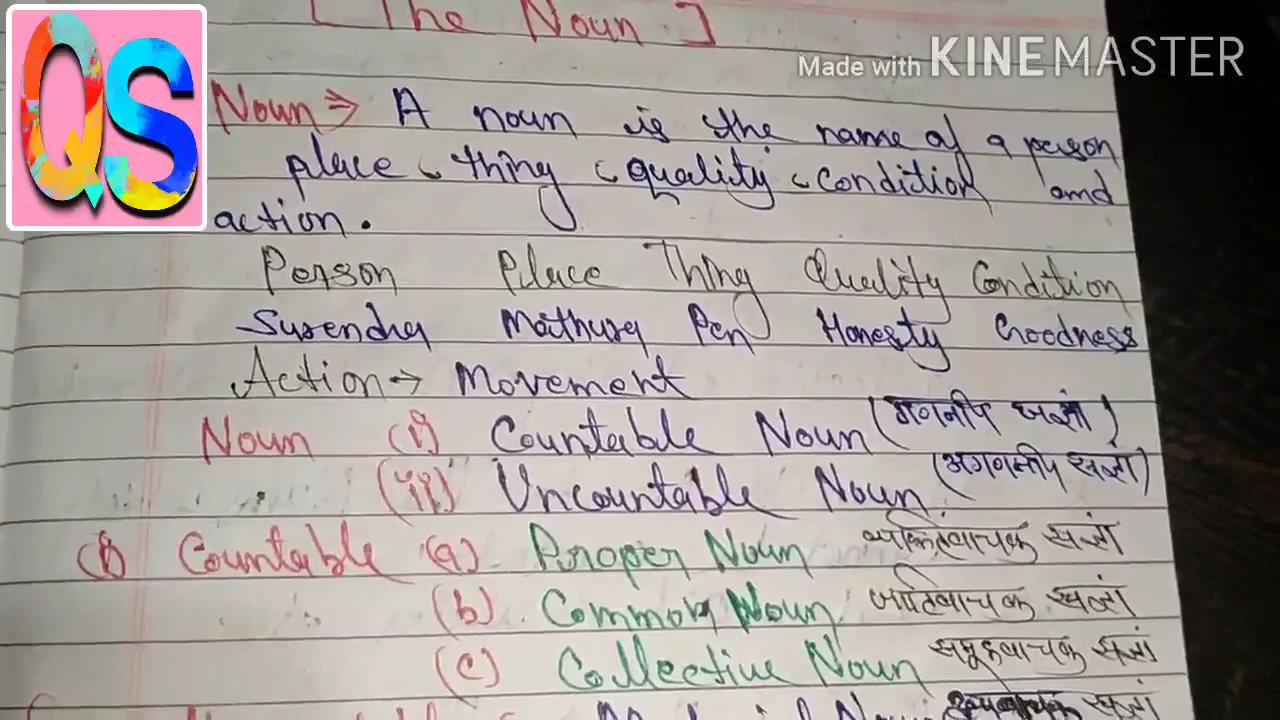 [ The Noun ]
QS
Made with KINEMASTER
Noun ⇒ A noun is the name of a person
place, thing, quality, condition and
action.
Person Place Thing Quality Condition
Surendra Mathura Pen Honesty Goodness
Action → Movement
Noun (i) Countable Noun (गणनीय संज्ञा)
(ii) Uncountable Noun (अगणनीय संज्ञा)
(i) Countable (a) Proper Noun व्यक्तिवाचक संज्ञा
(b) Common Noun जातिवाचक संज्ञा
(c) Collective Noun समूहवाचक संज्ञा
Noun संज्ञा